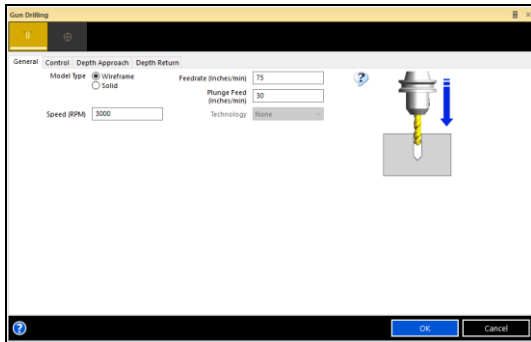 Gun Drilling
General Control Depth Approach Depth Return
Model Type Wireframe Feedrate (Inches/min) 75
Solid
Plunge Feed (Inches/min) 30
Speed (RPM) 3000 Technology None
OK Cancel